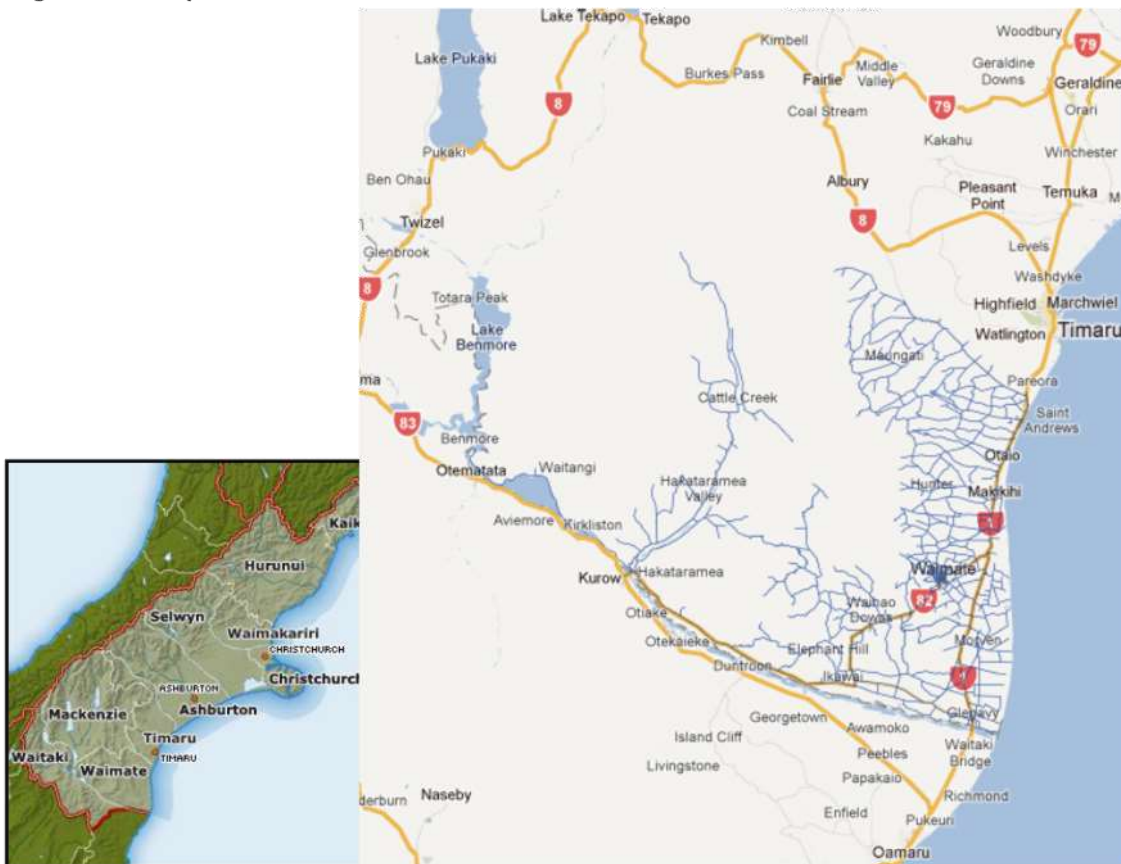 Lake Tekapo
Tekapo
Woodbury
79
Lake Pukaki
Kimbell
Geraldine
Downs
Burkes Pass
Middle
Valley
Fairlie
Geraldine
8
79
Coal Stream
Orari
Kakahu
Pukaki
Winchester
Ben Ohau
Albury
Pleasant
Point
Temuka
Twizel
8
Levels
Glenbrook
Washdyke
8
Totara Peak
Highfield
Marchwiel
Lake
Benmore
Watlington
Timaru
Maungati
ma
Pareora
Cattle Creek
Saint
Andrews
83
Benmore
Otaio
Otematata
Waitangi
Hakataramea
Valley
Hunter
Makikihi
Aviemore
Kirkliston
1
Kurow
Hakataramea
Waimate
82
Waihao
Downs
Otiake
Otekaieke
Elephant Hill
Morven
Duntroon
Ikawai
1
Georgetown
Glenavy
Awamoko
Island Cliff
Waitaki
Bridge
Peebles
Livingstone
Papakaio
Naseby
Richmond
Enfield
Pukeuri
Oamaru
Kaik
Hurunui
Selwyn
Waimakariri
CHRISTCHURCH
Christchurch
ASHBURTON
Ashburton
Mackenzie
Timaru
TIMARU
Waitaki
Waimate